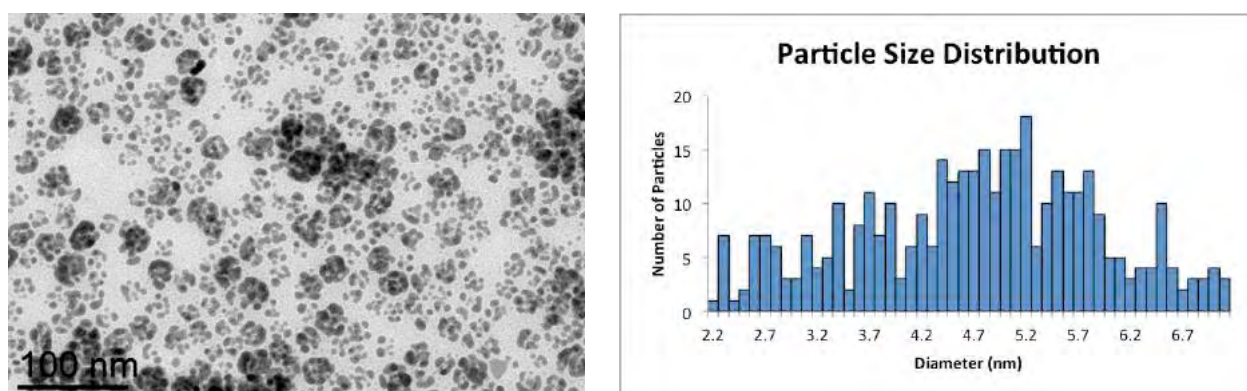 100 nm
Particle Size Distribution
20
15
10
5
0
Number of Particles
2.2 2.7 3.2 3.7 4.2 4.7 5.2 5.7 6.2 6.7
Diameter (nm)